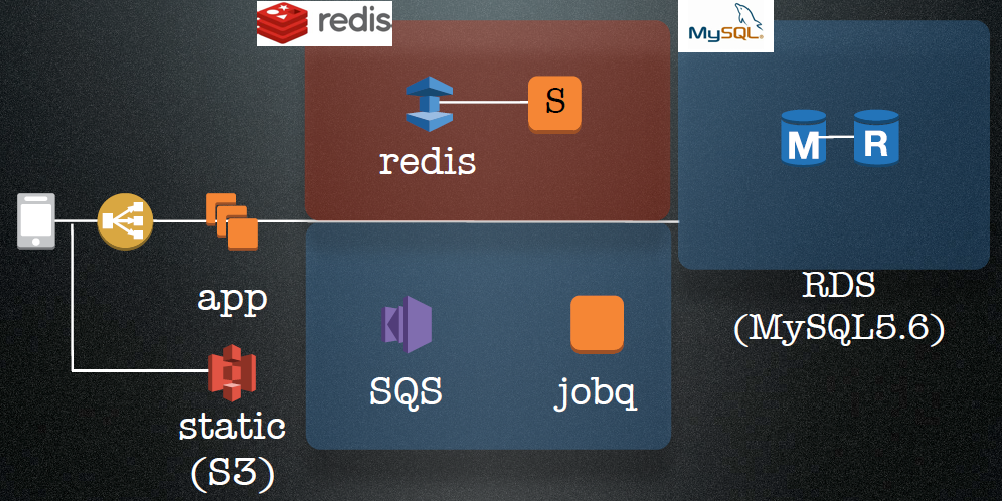 redis
MySQL
S
redis
M
R
app
RDS
(MySQL5.6)
SQS
jobq
static
(S3)